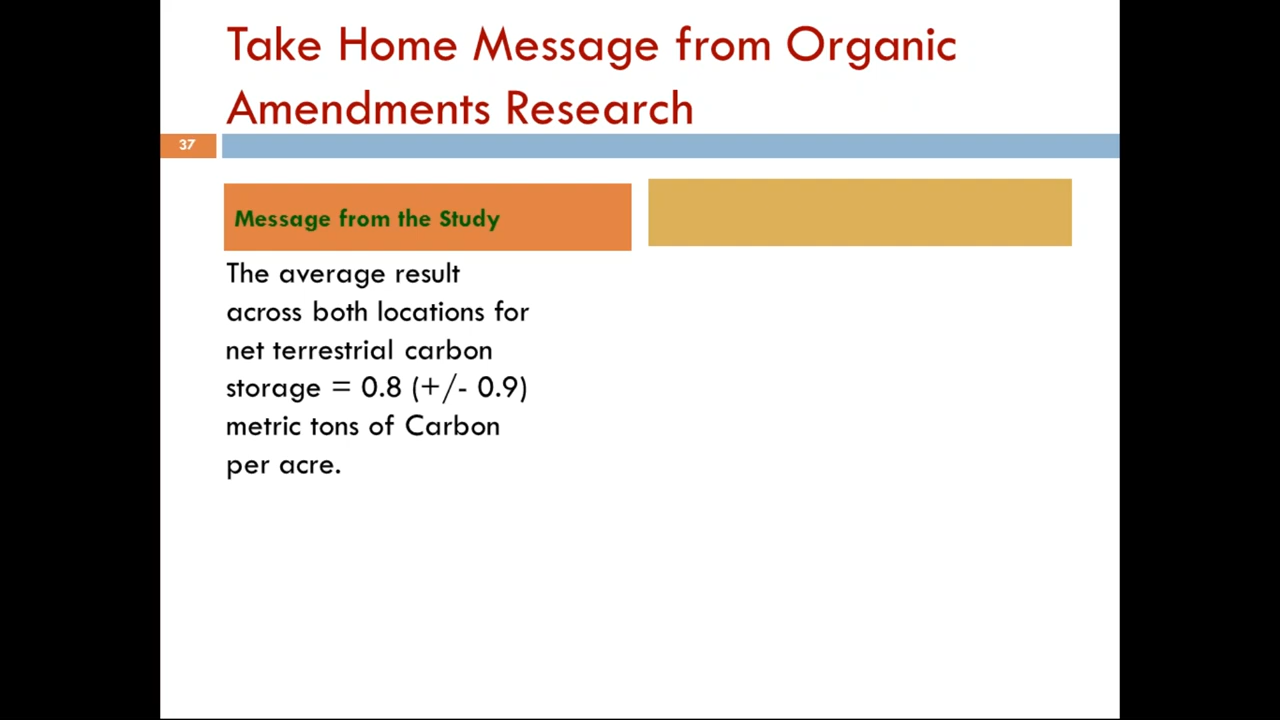 Take Home Message from Organic
Amendments Research
37
Message from the Study
The average result
across both locations for
net terrestrial carbon
storage = 0.8 (+/- 0.9)
metric tons of Carbon
per acre.